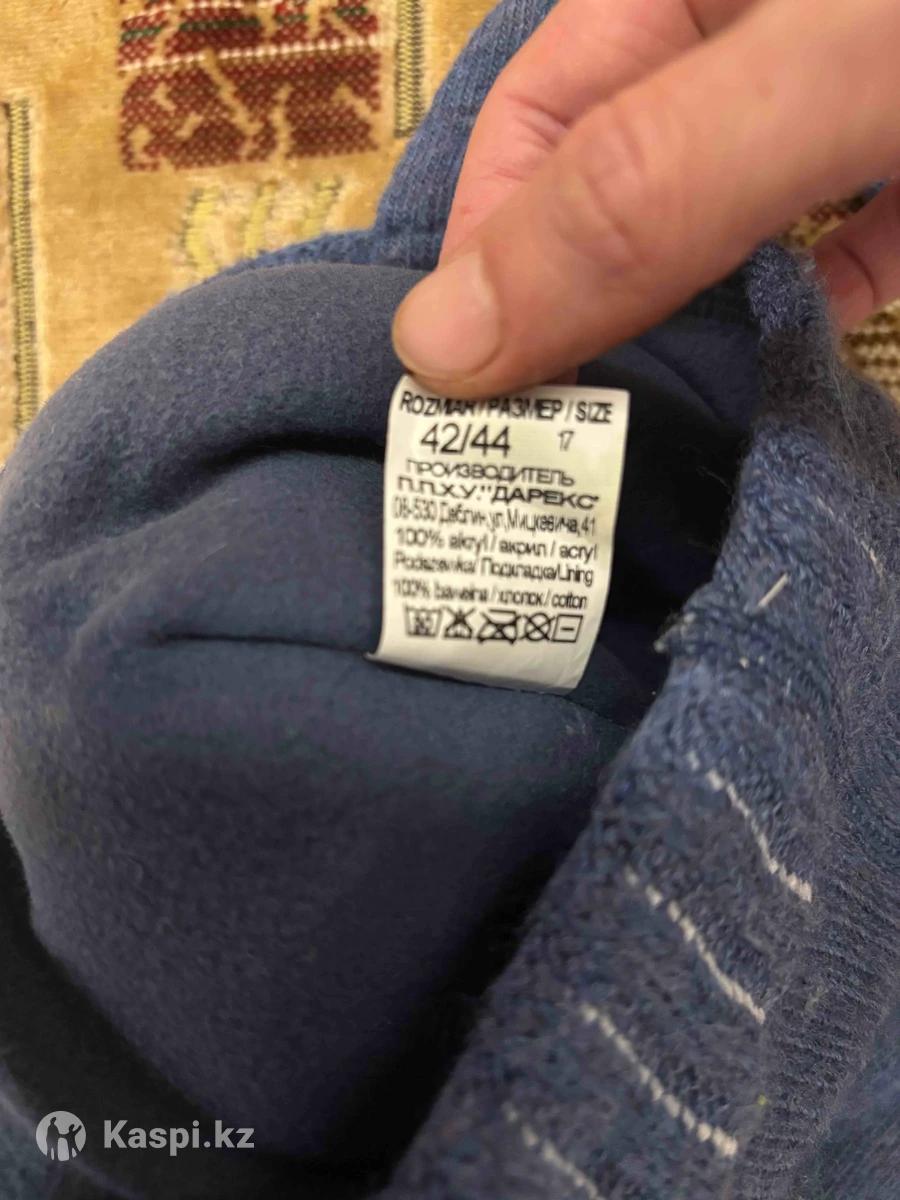 ROZMIAR / РАЗМЕР / SIZE
42/44 17
ПРОИЗВОДИТЕЛЬ
П.П.Х.У."ДАРЕКС"
08-530 Деблин, ул. Мицкевича, 41
100% akryl / акрил / acryl
Podszewka / Подкладка / Lining
100% bawełna / хлопок / cotton
Kaspi.kz